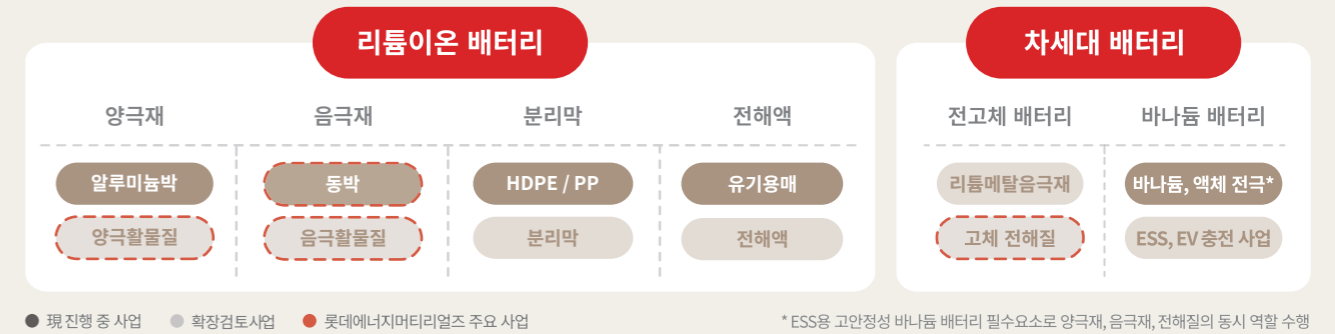 리튬이온 배터리
차세대 배터리
양극재
음극재
분리막
전해액
전고체 배터리
바나듐 배터리
알루미늄박
동박
HDPE / PP
유기용매
리튬메탈음극재
바나듐, 액체 전극*
양극활물질
음극활물질
분리막
전해액
고체 전해질
ESS, EV 충전 사업
現 진행 중 사업
확장검토사업
롯데에너지머티리얼즈 주요 사업
* ESS용 고안정성 바나듐 배터리 필수요소로 양극재, 음극재, 전해질의 동시 역할 수행